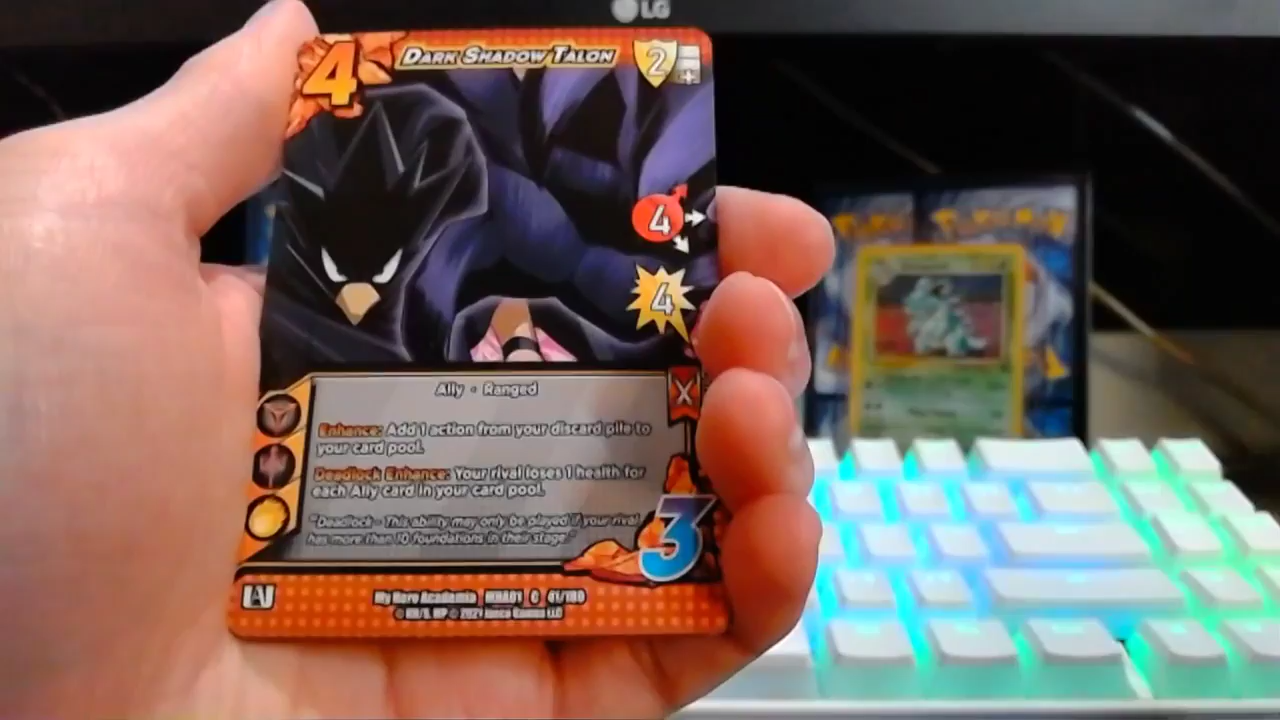 LG
4 DARK SHADOW TALON 2
4
4
Ally • Ranged
Enhance: Add 1 action from your discard pile to
your card pool.
Deadlock Enhance: Your rival loses 1 health for
each Ally card in your card pool.
"Deadlock - This ability may only be played if your rival
has more than 10 foundations in their stage."
3
My Hero Academia MHA01 C 41/180